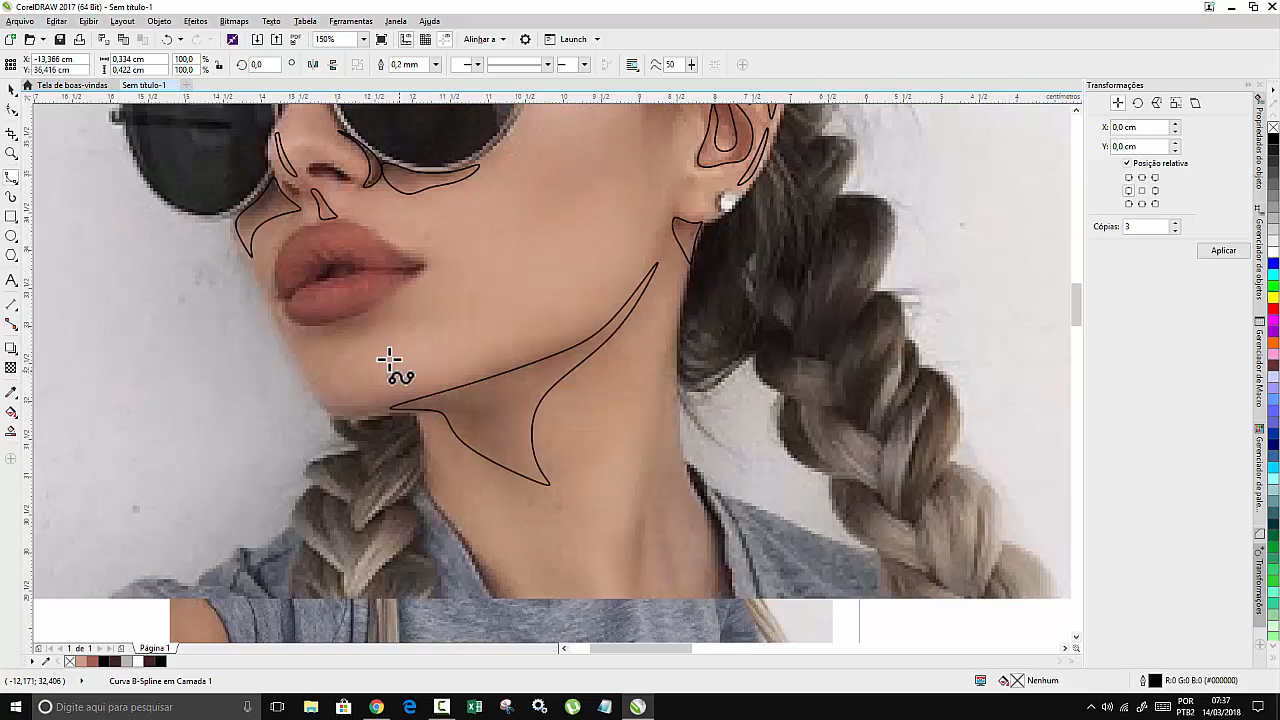 CorelDRAW 2017 (64 Bit) - Sem título-1
Arquivo Editar Exibir Layout Objeto Efeitos Bitmaps Texto Tabela Ferramentas Janela Ajuda
PDF 150% Alinhar a Launch
X: -13,366 cm 0,334 cm 100,0 % 0,0 0,2 mm 50
Y: 36,416 cm 0,422 cm 100,0 %
Tela de boas-vindas Sem título-1
centímetros
Transformações
X: 0,0 cm
Y: 0,0 cm
Posição relativa
Cópias: 3
Aplicar
Propriedades do objeto
Gerenciador de objetos
Gerenciador de Macro
Gerenciador de pale...
Transformações
1 de 1 Página 1
( -12,171; 32,406 ) Curva B-Spline em Camada 1 Nenhum R:0 G:0 B:0 (#000000)
Digite aqui para pesquisar
POR 07:37
PTB2 14/03/2018